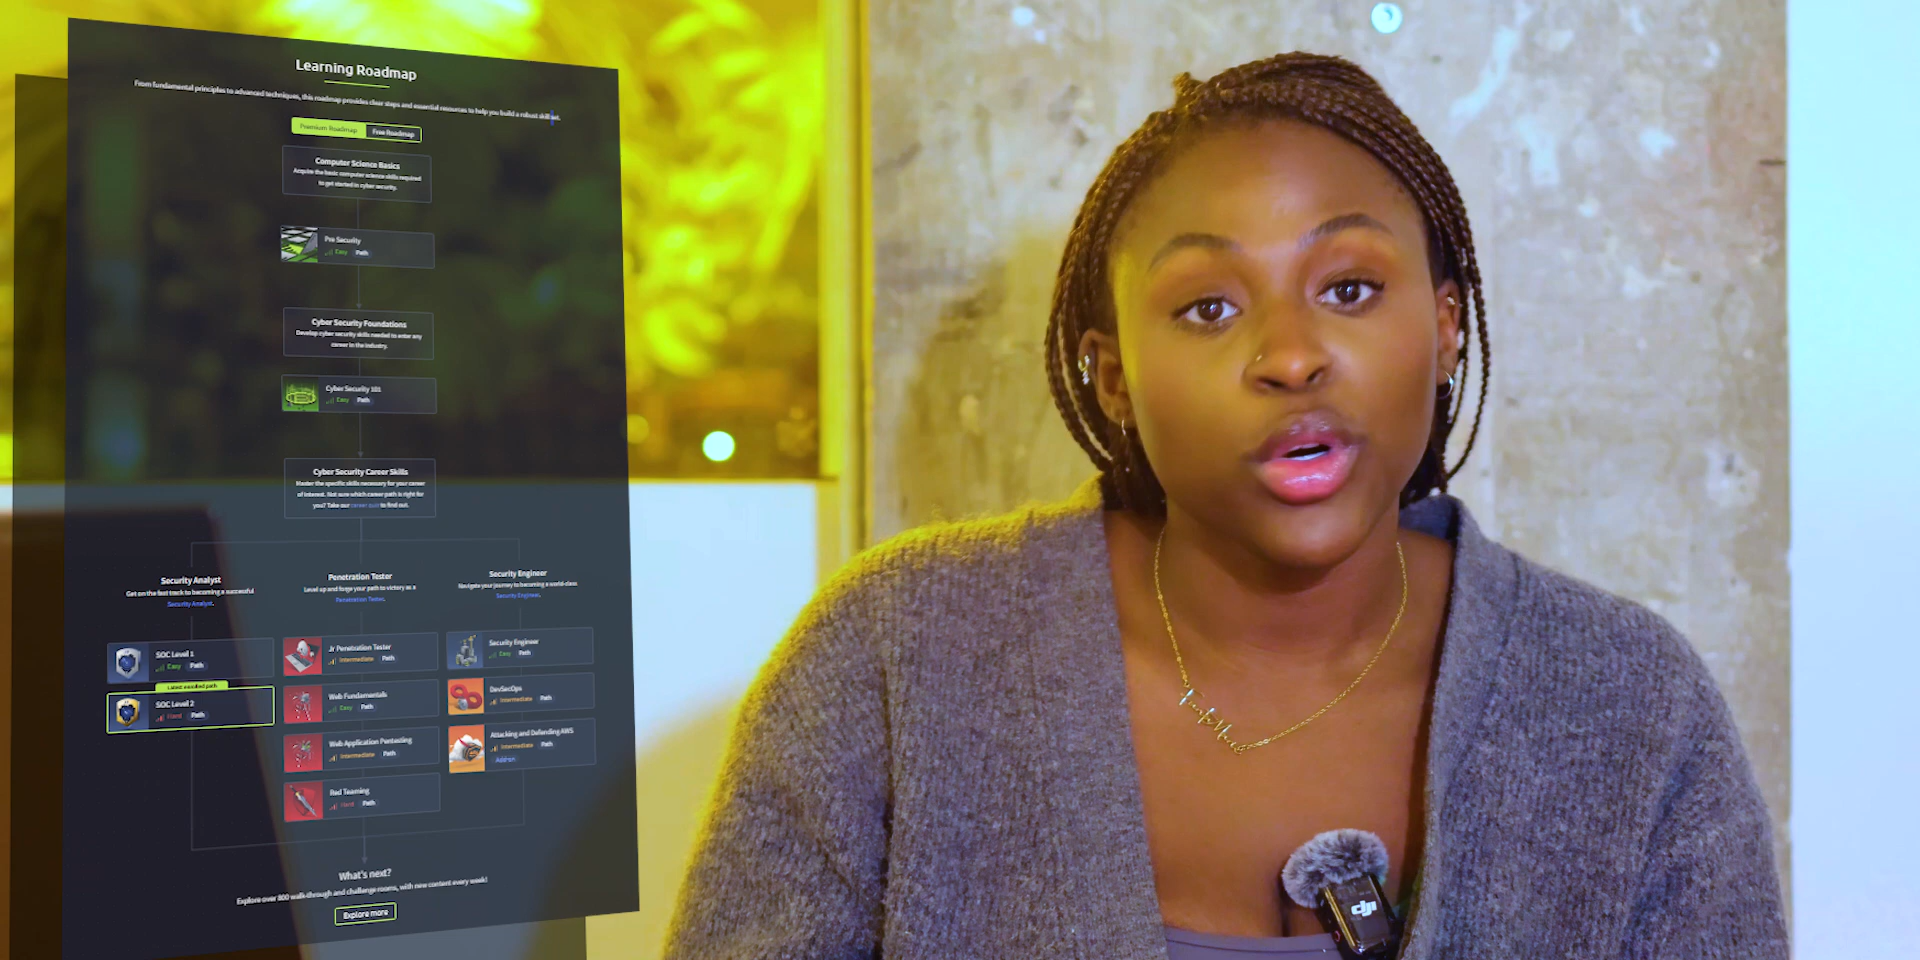 Learning Roadmap
From fundamental principles to advanced techniques, this roadmap provides clear steps and essential resources to help you build a robust skill set.
Premium Roadmap
Free Roadmap
Computer Science Basics
Acquire the basic computer science skills required
to get started in cyber security.
Pre Security
Easy Path
Cyber Security Foundations
Develop cyber security skills needed to enter any
career in the industry.
Cyber Security 101
Easy Path
Cyber Security Career Skills
Master the specific skills necessary for your career
of interest. Not sure which career path is right for
you? Take our career quiz to find out.
Security Analyst
Get on the fast track to becoming a successful
Security Analyst.
SOC Level 1
Easy Path
Latest enrolled path
SOC Level 2
Hard Path
Penetration Tester
Level up and forge your path to victory as a
Penetration Tester.
Jr Penetration Tester
Intermediate Path
Web Fundamentals
Easy Path
Web Application Pentesting
Intermediate Path
Red Teaming
Hard Path
Security Engineer
Navigate your journey to becoming a world-class
Security Engineer.
Security Engineer
Easy Path
DevSecOps
Intermediate Path
Attacking and Defending AWS
Intermediate Path
Add-on
What's next?
Explore over 800 walk-through and challenge rooms, with new content every week!
Explore more
dji